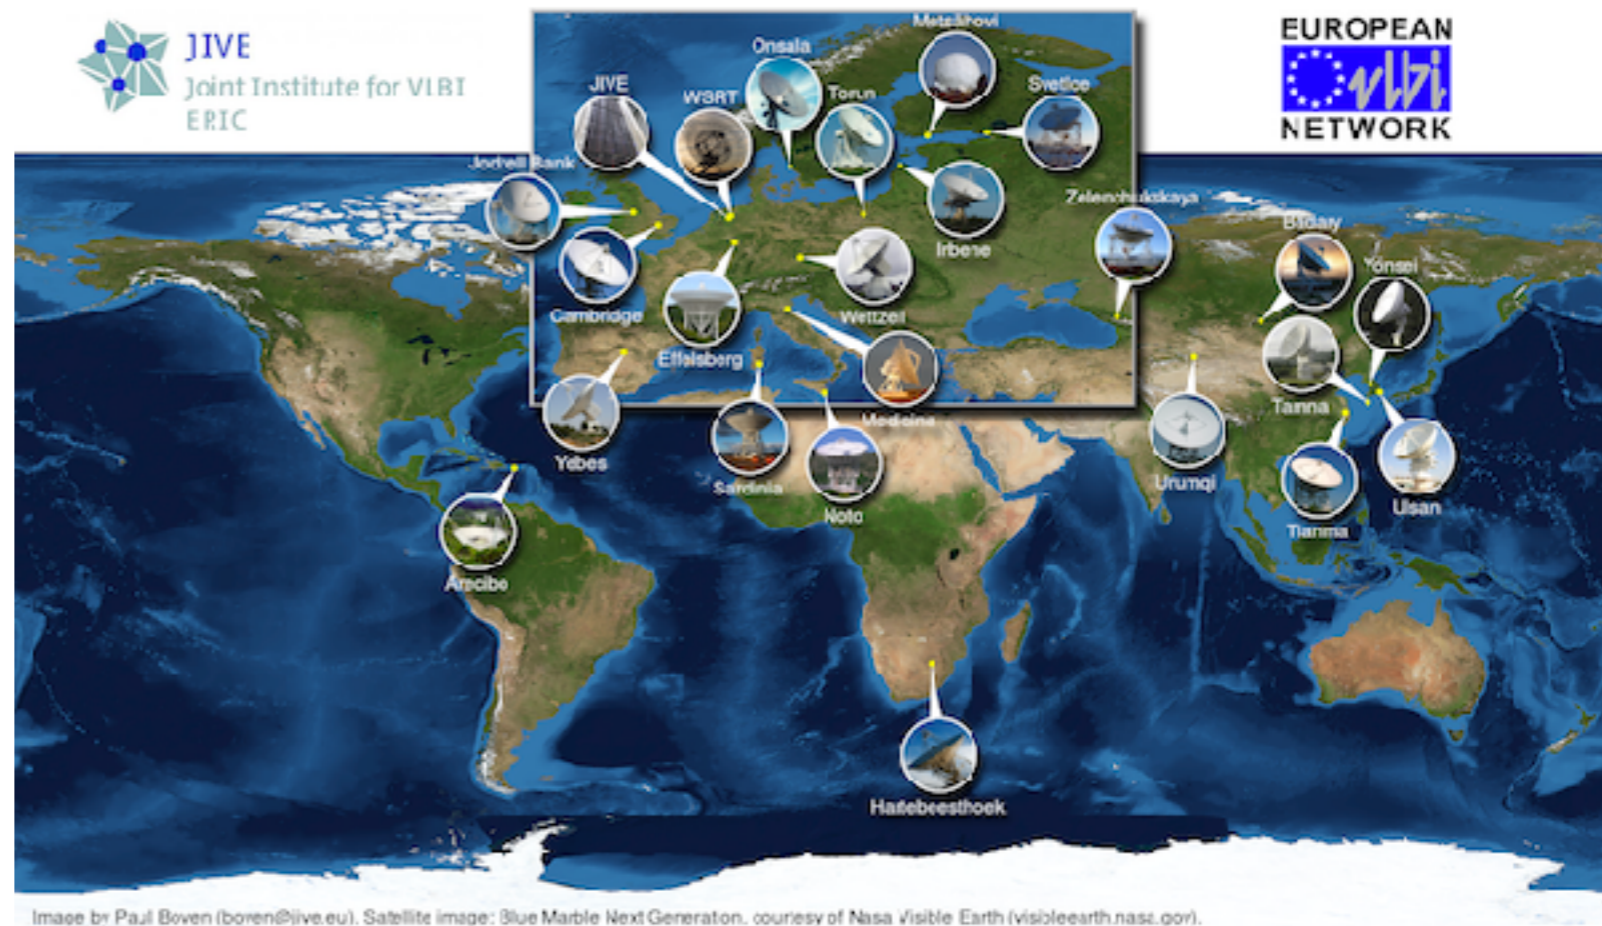 JIVE
Joint Institute for VLBI
ERIC
EUROPEAN
vlbi
NETWORK
Metsähovi
Onsala
JIVE
WSRT
Torun
Svetloe
Jodrell Bank
Zelenchukskaya
Badary
Irbene
Yonsei
Cambridge
Wettzell
Effelsberg
Tamna
Medicina
Yebes
Sardinia
Urumqi
Noto
Ulsan
Tianma
Arecibo
Hartebeesthoek
Image by Paul Boven (boven@jive.eu). Satellite image: Blue Marble Next Generation, courtesy of Nasa Visible Earth (visibleearth.nasa.gov).